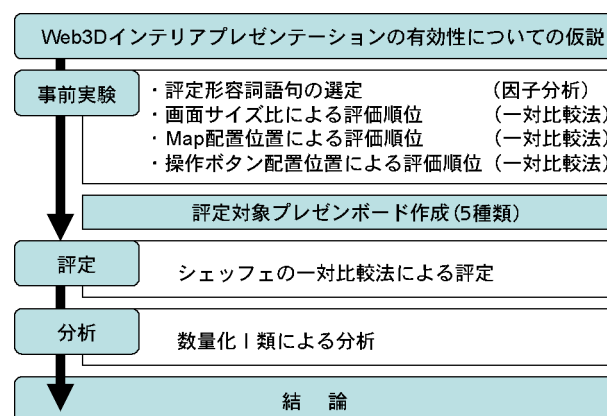 Web3Dインテリアプレゼンテーションの有効性についての仮説
事前実験
・評定形容詞語句の選定 (因子分析)
・画面サイズ比による評価順位 (一対比較法)
・Map配置位置による評価順位 (一対比較法)
・操作ボタン配置位置による評価順位 (一対比較法)
評定対象プレゼンボード作成(5種類)
評定
シェッフェの一対比較法による評定
分析
数量化Ⅰ類による分析
結 論